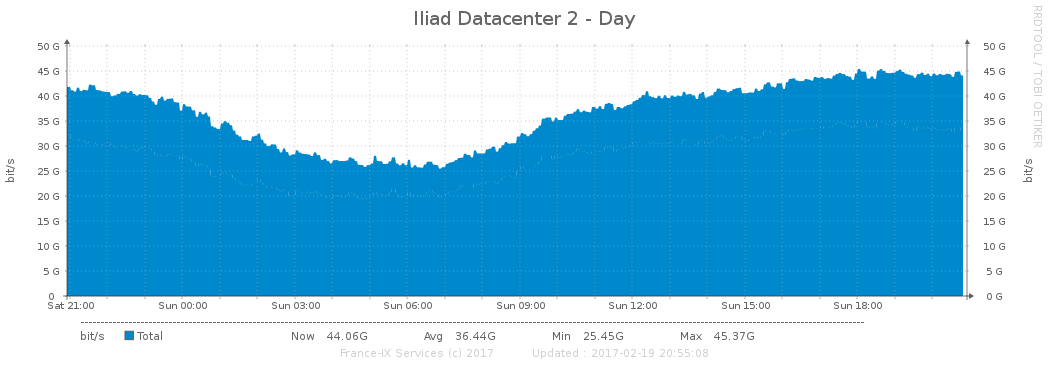 Iliad Datacenter 2 - Day
RRDTOOL / TOBI OETIKER
bit/s
50 G 50 G
45 G 45 G
40 G 40 G
35 G 35 G
30 G 30 G
25 G 25 G
20 G 20 G
15 G 15 G
10 G 10 G
5 G 5 G
0 0 G
bit/s
Sat 21:00 Sun 00:00 Sun 03:00 Sun 06:00 Sun 09:00 Sun 12:00 Sun 15:00 Sun 18:00
bit/s Total Now 44.06G Avg 36.44G Min 25.45G Max 45.37G
France-IX Services (c) 2017 Updated : 2017-02-19 20:55:08